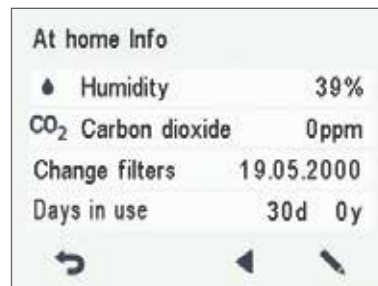 At home Info
Humidity 39%
CO₂ Carbon dioxide 0ppm
Change filters 19.05.2000
Days in use 30d 0y